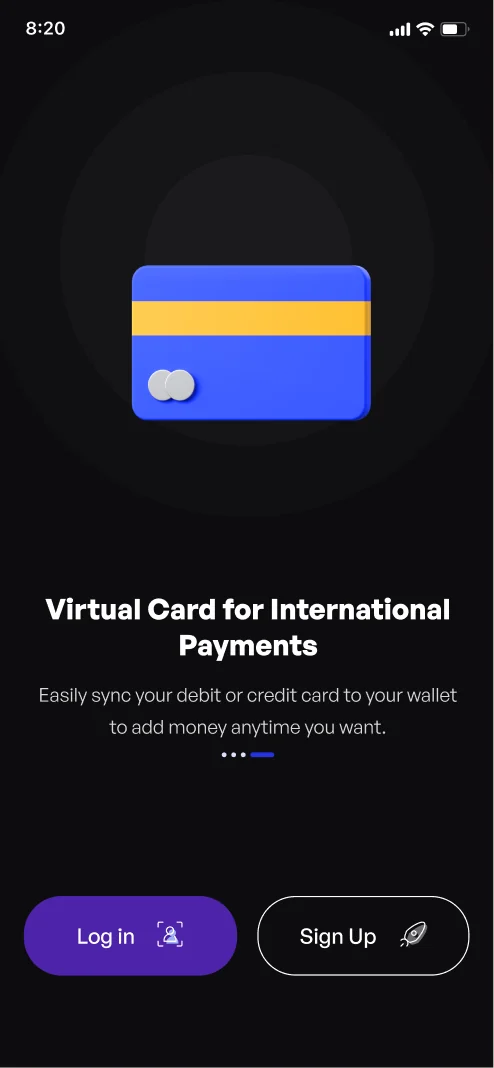 8:20
Virtual Card for International
Payments
Easily sync your debit or credit card to your wallet
to add money anytime you want.
Log in
Sign Up